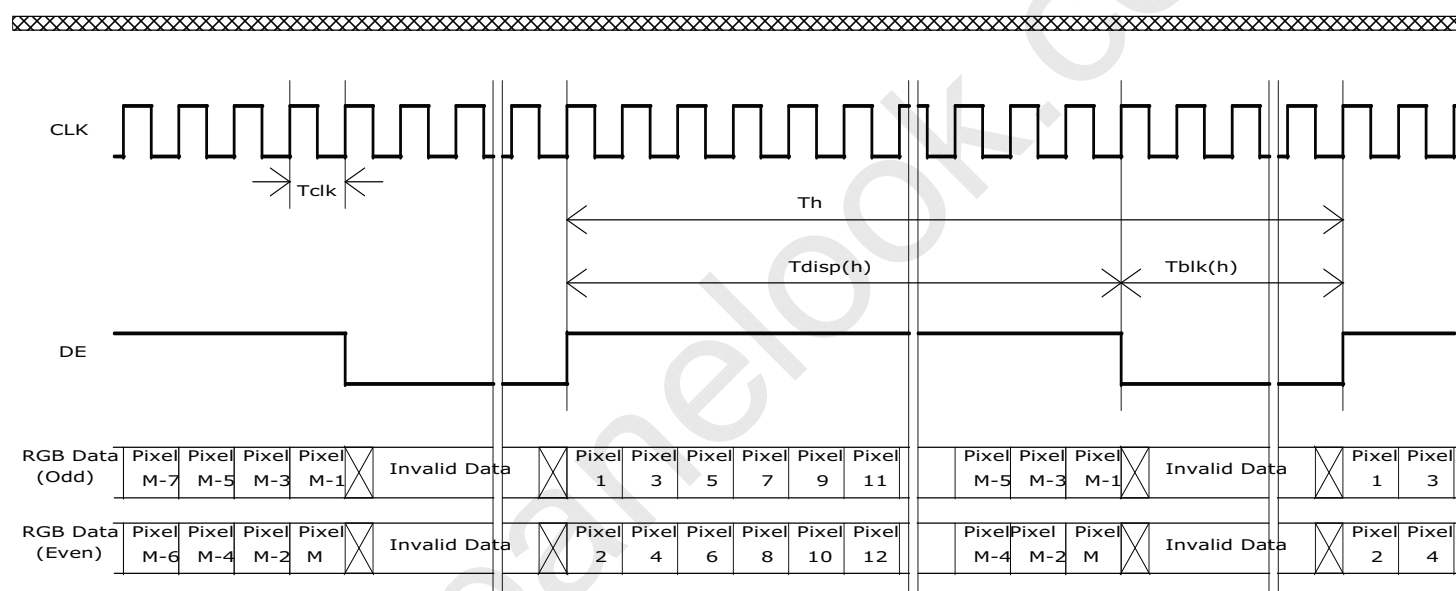 CLK
Tclk
Th
Tdisp(h) Tblk(h)
DE
RGB Data (Odd) Pixel M-7 Pixel M-5 Pixel M-3 Pixel M-1 Invalid Data Pixel 1 Pixel 3 Pixel 5 Pixel 7 Pixel 9 Pixel 11 Pixel M-5 Pixel M-3 Pixel M-1 Invalid Data Pixel 1 Pixel 3
RGB Data (Even) Pixel M-6 Pixel M-4 Pixel M-2 Pixel M Invalid Data Pixel 2 Pixel 4 Pixel 6 Pixel 8 Pixel 10 Pixel 12 Pixel M-4 Pixel M-2 Pixel M Invalid Data Pixel 2 Pixel 4
panelook.co